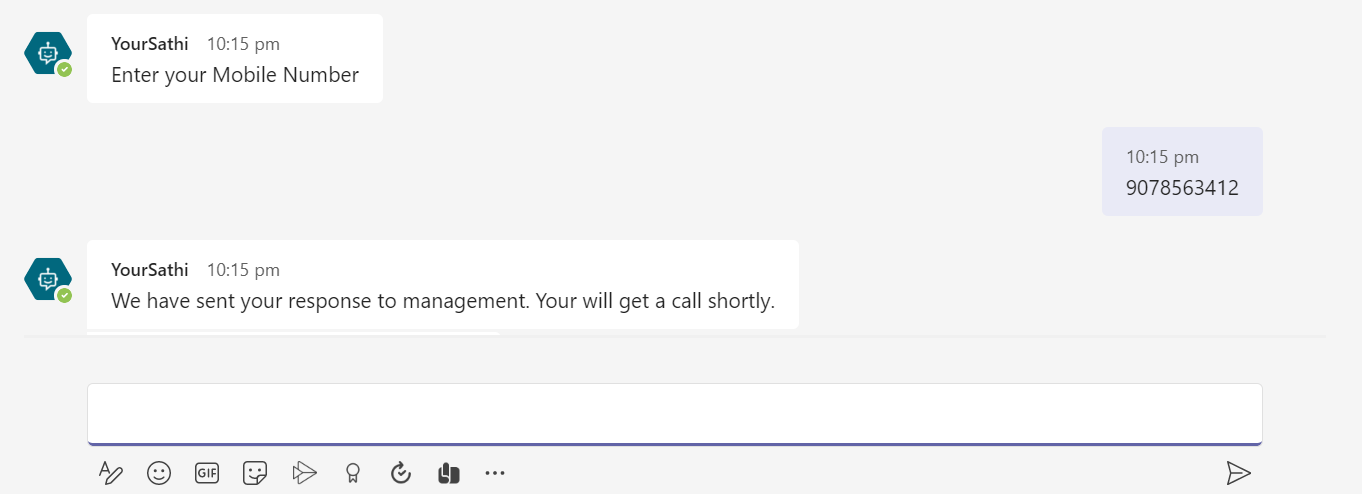 YourSathi 10:15 pm
Enter your Mobile Number
10:15 pm
9078563412
YourSathi 10:15 pm
We have sent your response to management. Your will get a call shortly.
A
GIF